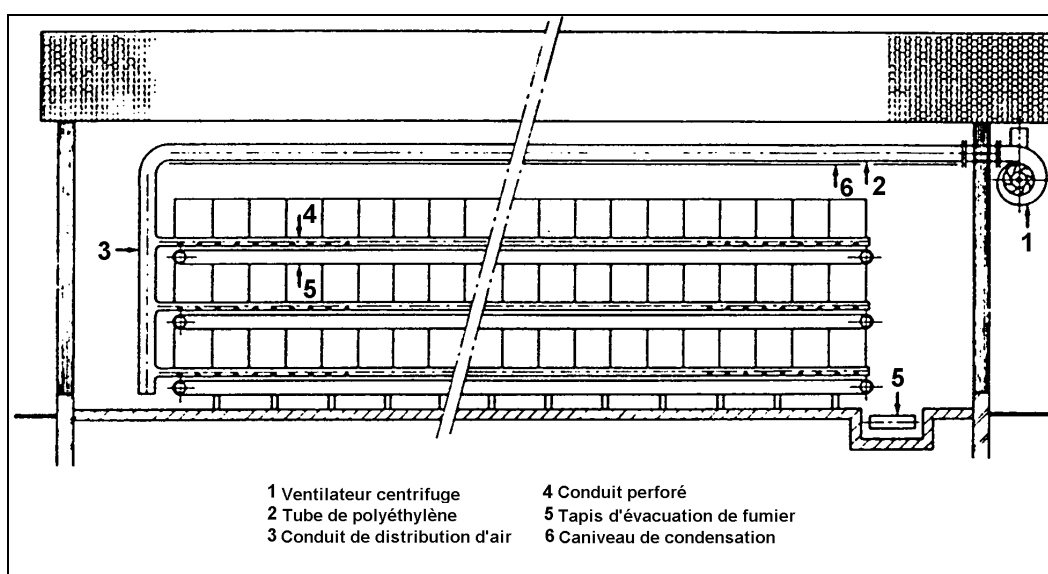 6
2
1
4
3
5
5
1 Ventilateur centrifuge
2 Tube de polyéthylène
3 Conduit de distribution d'air
4 Conduit perforé
5 Tapis d'évacuation de fumier
6 Caniveau de condensation